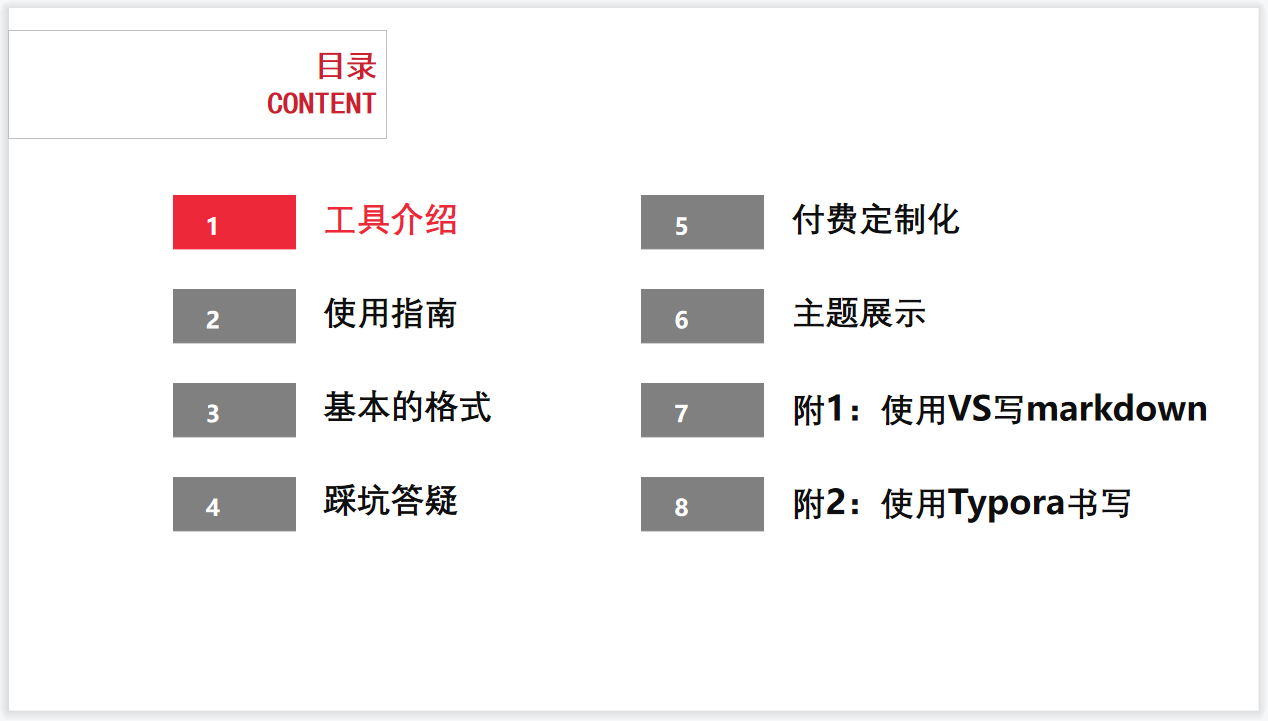 目录
CONTENT
1 工具介绍
2 使用指南
3 基本的格式
4 踩坑答疑
5 付费定制化
6 主题展示
7 附1：使用VS写markdown
8 附2：使用Typora书写